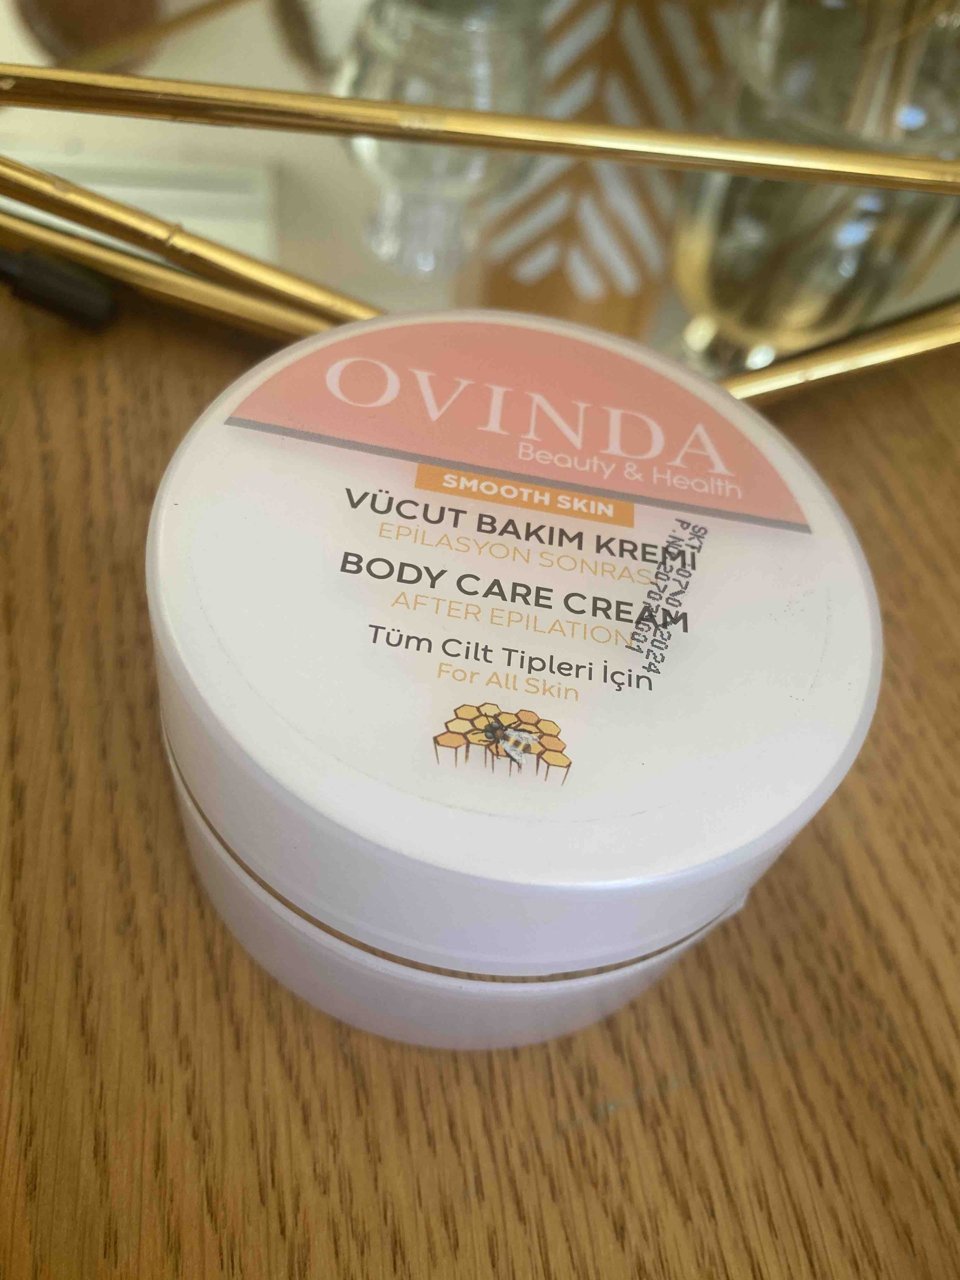 OVINDA
Beauty & Health
SMOOTH SKIN
VÜCUT BAKIM KREMİ
EPİLASYON SONRASI
BODY CARE CREAM
AFTER EPILATION
Tüm Cilt Tipleri İçin
For All Skin
SKT